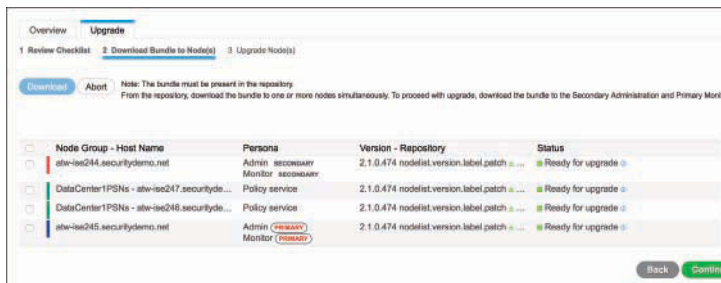 Overview Upgrade
1 Review Checklist 2 Download Bundle to Node(s) 3 Upgrade Node(s)
Download Abort Note: The bundle must be present in the repository.
From the repository, download the bundle to one or more nodes simultaneously. To proceed with upgrade, download the bundle to the Secondary Administration and Primary Moni
Node Group - Host Name Persona Version - Repository Status
atw-ise244.securitydemo.net Admin SECONDARY 2.1.0.474 nodelist.version.label.patch ... Ready for upgrade
Monitor SECONDARY
DataCenter1PSNs - atw-ise247.securityde... Policy service 2.1.0.474 nodelist.version.label.patch ... Ready for upgrade
DataCenter1PSNs - atw-ise246.securityde... Policy service 2.1.0.474 nodelist.version.label.patch ... Ready for upgrade
atw-ise245.securitydemo.net Admin PRIMARY 2.1.0.474 nodelist.version.label.patch ... Ready for upgrade
Monitor PRIMARY
Back Contin